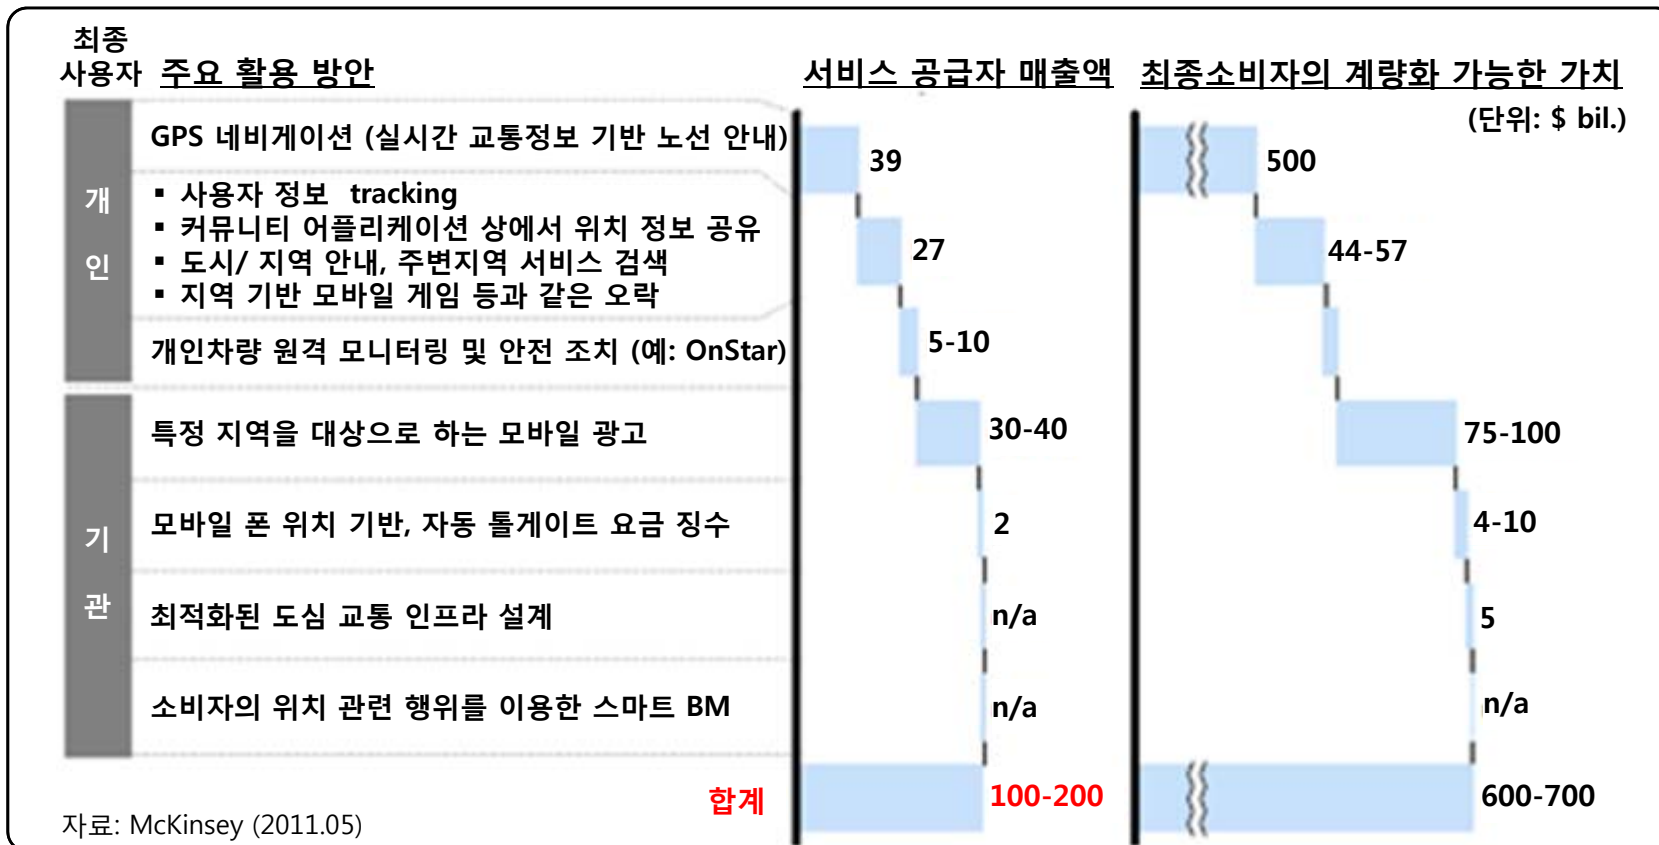 최종
사용자 주요 활용 방안 서비스 공급자 매출액 최종소비자의 계량화 가능한 가치
(단위: $ bil.)
개인
GPS 네비게이션 (실시간 교통정보 기반 노선 안내) 39 500
▪ 사용자 정보 tracking
▪ 커뮤니티 어플리케이션 상에서 위치 정보 공유
▪ 도시/ 지역 안내, 주변지역 서비스 검색
▪ 지역 기반 모바일 게임 등과 같은 오락
27 44-57
개인차량 원격 모니터링 및 안전 조치 (예: OnStar) 5-10
기관
특정 지역을 대상으로 하는 모바일 광고 30-40 75-100
모바일 폰 위치 기반, 자동 톨게이트 요금 징수 2 4-10
최적화된 도심 교통 인프라 설계 n/a 5
소비자의 위치 관련 행위를 이용한 스마트 BM n/a n/a
합계 100-200 600-700
자료: McKinsey (2011.05)